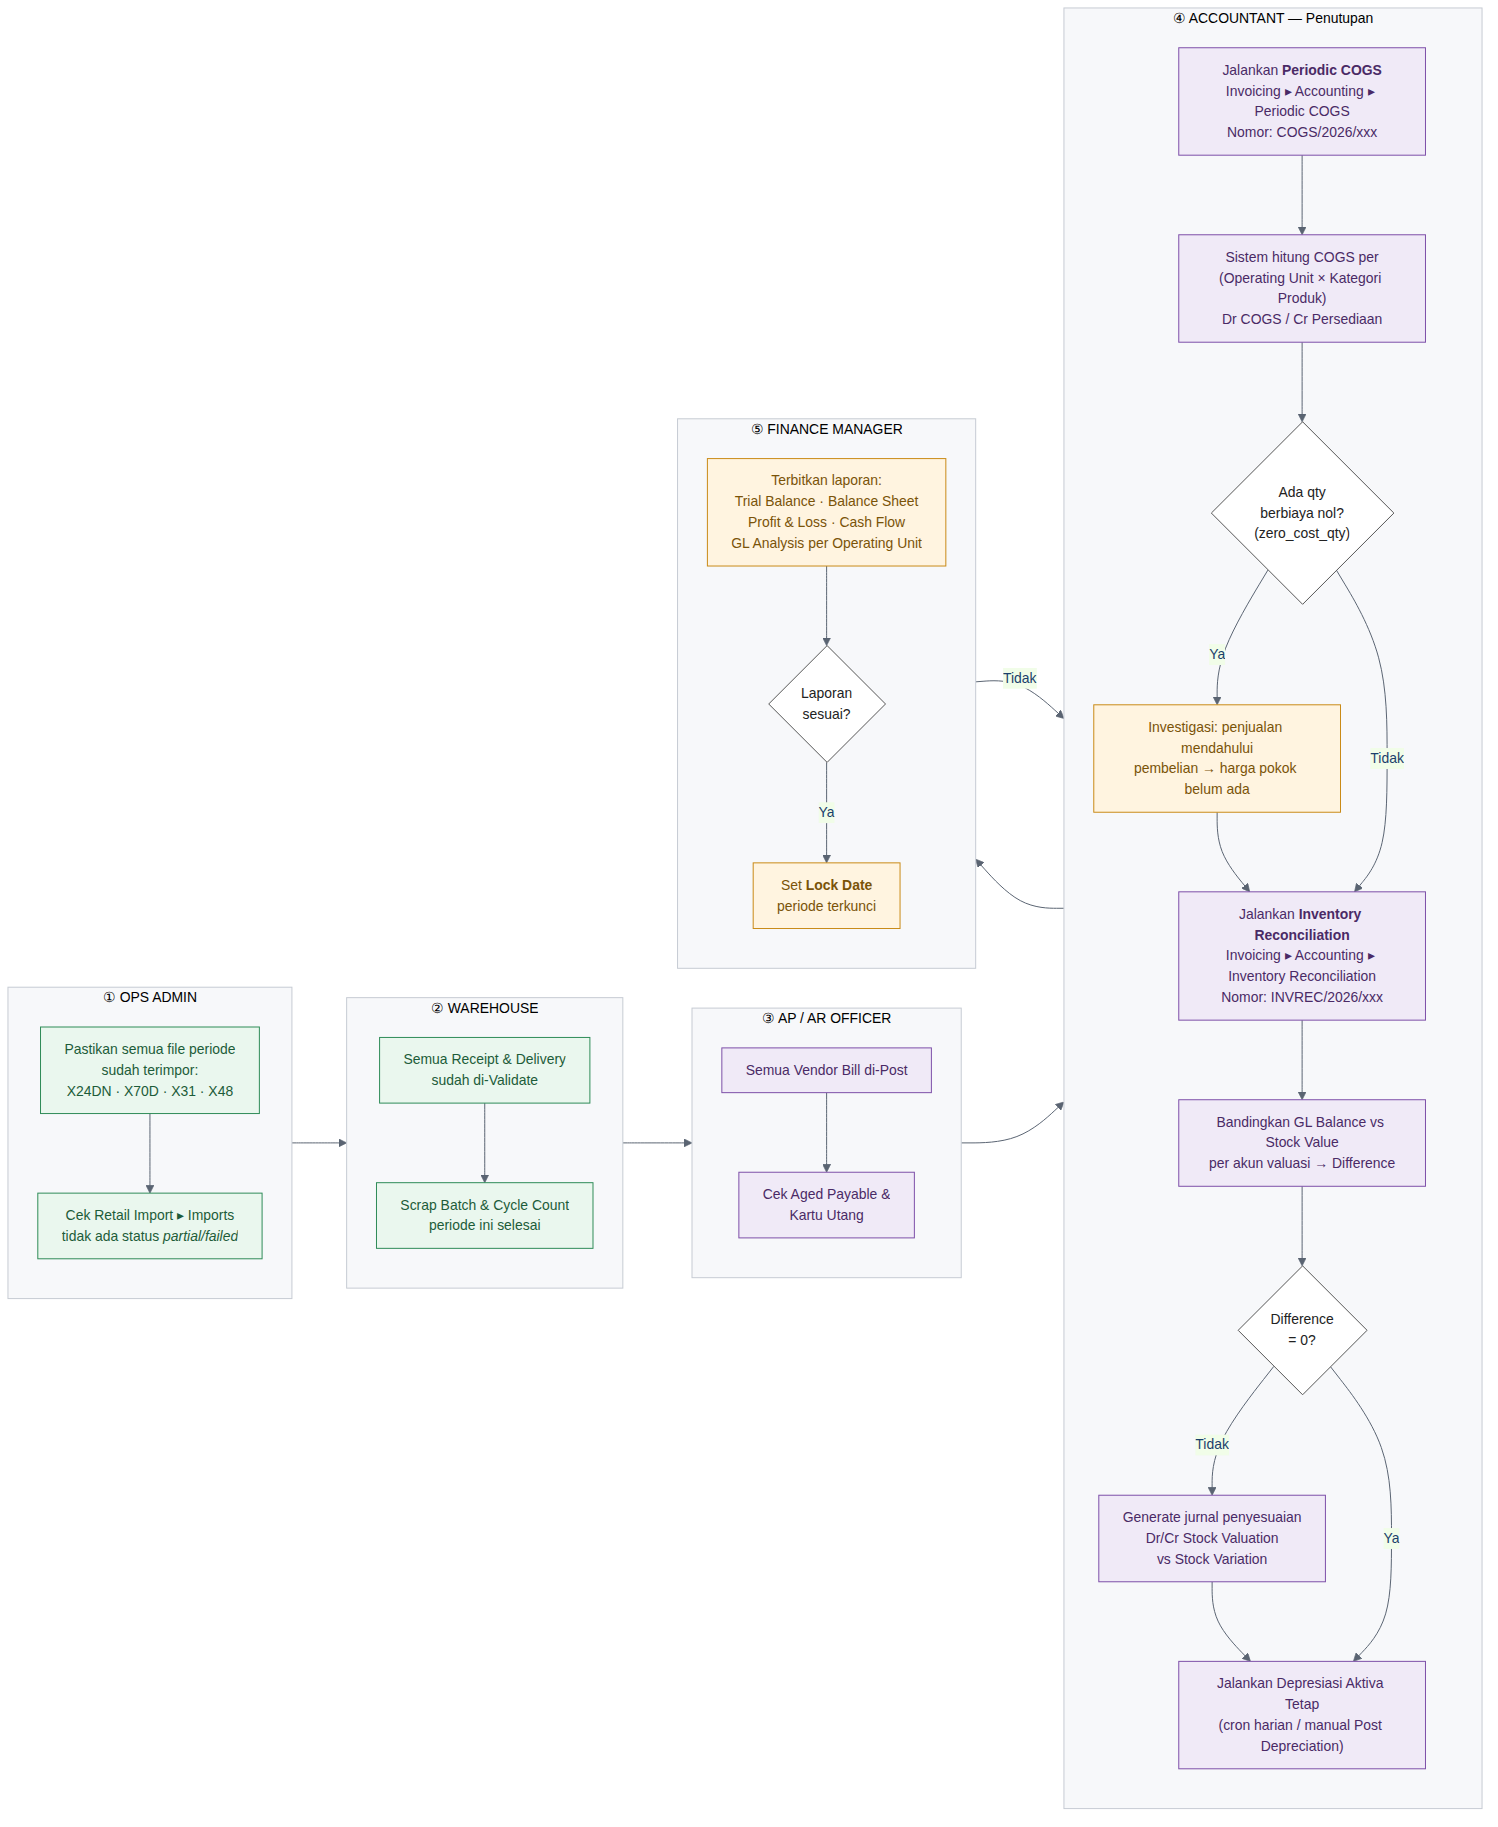 ① OPS ADMIN
Pastikan semua file periode
sudah terimpor:
X24DN · X70D · X31 · X48
Cek Retail Import ▸ Imports
tidak ada status partial/failed
② WAREHOUSE
Semua Receipt & Delivery
sudah di-Validate
Scrap Batch & Cycle Count
periode ini selesai
③ AP / AR OFFICER
Semua Vendor Bill di-Post
Cek Aged Payable &
Kartu Utang
④ ACCOUNTANT — Penutupan
Jalankan Periodic COGS
Invoicing ▸ Accounting ▸
Periodic COGS
Nomor: COGS/2026/xxx
Sistem hitung COGS per
(Operating Unit × Kategori
Produk)
Dr COGS / Cr Persediaan
Ada qty
berbiaya nol?
(zero_cost_qty)
Ya
Tidak
Investigasi: penjualan
mendahului
pembelian → harga pokok
belum ada
Jalankan Inventory
Reconciliation
Invoicing ▸ Accounting ▸
Inventory Reconciliation
Nomor: INVREC/2026/xxx
Bandingkan GL Balance vs
Stock Value
per akun valuasi → Difference
Difference
= 0?
Tidak
Ya
Generate jurnal penyesuaian
Dr/Cr Stock Valuation
vs Stock Variation
Jalankan Depresiasi Aktiva
Tetap
(cron harian / manual Post
Depreciation)
⑤ FINANCE MANAGER
Terbitkan laporan:
Trial Balance · Balance Sheet
Profit & Loss · Cash Flow
GL Analysis per Operating Unit
Laporan
sesuai?
Ya
Set Lock Date
periode terkunci
Tidak